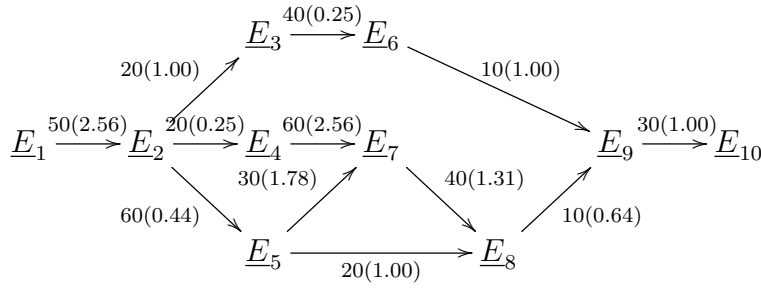 40(0.25)
E3 E6
20(1.00) 10(1.00)
50(2.56) 20(0.25) 60(2.56) 30(1.00)
E1 E2 E4 E7 E9 E10
30(1.78) 40(1.31)
60(0.44) 10(0.64)
E5 E8
20(1.00)